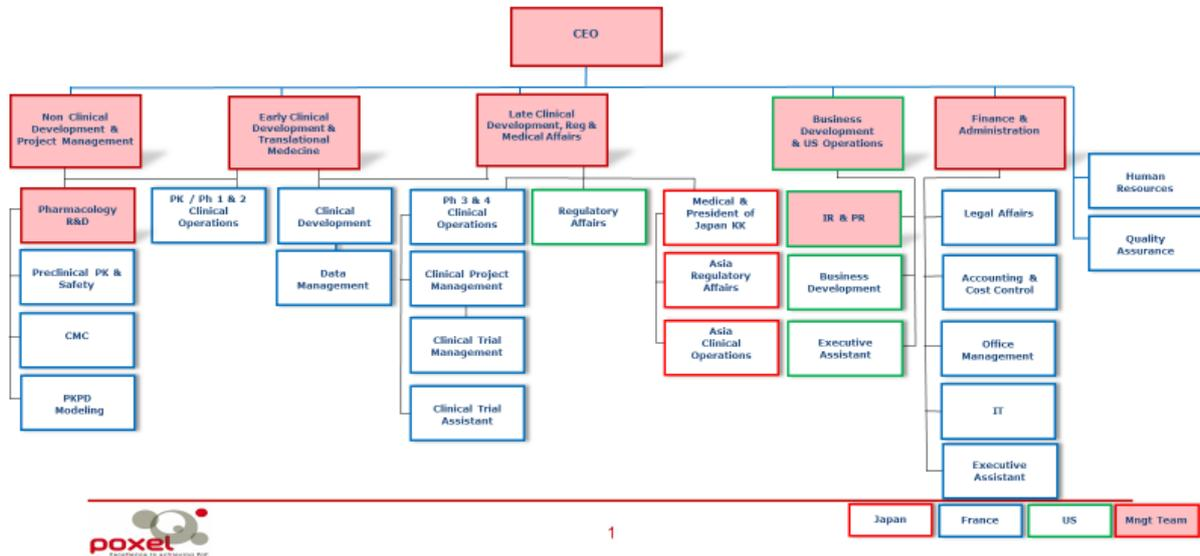 CEO
Non Clinical
Development &
Project Management
Early Clinical
Development &
Translational
Medecine
Late Clinical
Development, Reg &
Medical Affairs
Business
Development
& US Operations
Finance &
Administration
Human
Resources
Quality
Assurance
Pharmacology
R&D
Preclinical PK &
Safety
CMC
PKPD
Modeling
PK / Ph 1 & 2
Clinical
Operations
Clinical
Development
Data
Management
Ph 3 & 4
Clinical
Operations
Clinical Project
Management
Clinical Trial
Management
Clinical Trial
Assistant
Regulatory
Affairs
Medical &
President of
Japan KK
Asia
Regulatory
Affairs
Asia
Clinical
Operations
IR & PR
Business
Development
Executive
Assistant
Legal Affairs
Accounting &
Cost Control
Office
Management
IT
Executive
Assistant
poxel
1
Japan
France
US
Mngt Team